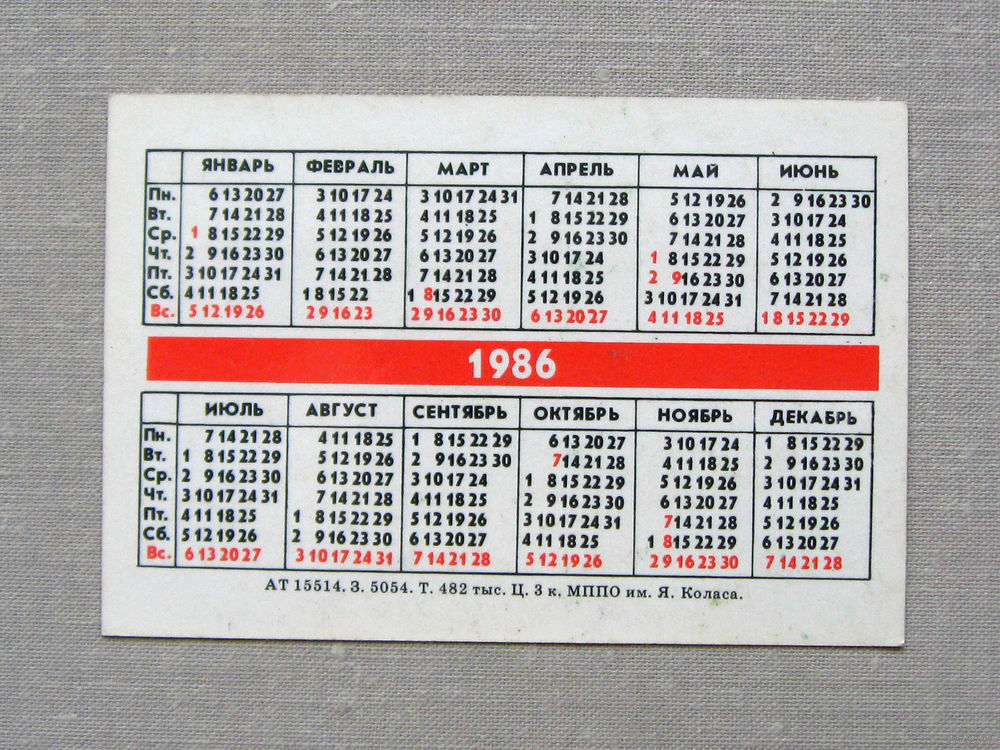 ЯНВАРЬ ФЕВРАЛЬ МАРТ АПРЕЛЬ МАЙ ИЮНЬ
Пн. 6 13 20 27 3 10 17 24 3 10 17 24 31 7 14 21 28 5 12 19 26 2 9 16 23 30
Вт. 7 14 21 28 4 11 18 25 4 11 18 25 1 8 15 22 29 6 13 20 27 3 10 17 24
Ср. 1 8 15 22 29 5 12 19 26 5 12 19 26 2 9 16 23 30 7 14 21 28 4 11 18 25
Чт. 2 9 16 23 30 6 13 20 27 6 13 20 27 3 10 17 24 1 8 15 22 29 5 12 19 26
Пт. 3 10 17 24 31 7 14 21 28 7 14 21 28 4 11 18 25 2 9 16 23 30 6 13 20 27
Сб. 4 11 18 25 1 8 15 22 1 8 15 22 29 5 12 19 26 3 10 17 24 31 7 14 21 28
Вс. 5 12 19 26 2 9 16 23 2 9 16 23 30 6 13 20 27 4 11 18 25 1 8 15 22 29
1986
ИЮЛЬ АВГУСТ СЕНТЯБРЬ ОКТЯБРЬ НОЯБРЬ ДЕКАБРЬ
Пн. 7 14 21 28 4 11 18 25 1 8 15 22 29 6 13 20 27 3 10 17 24 1 8 15 22 29
Вт. 1 8 15 22 29 5 12 19 26 2 9 16 23 30 7 14 21 28 4 11 18 25 2 9 16 23 30
Ср. 2 9 16 23 30 6 13 20 27 3 10 17 24 1 8 15 22 29 5 12 19 26 3 10 17 24 31
Чт. 3 10 17 24 31 7 14 21 28 4 11 18 25 2 9 16 23 30 6 13 20 27 4 11 18 25
Пт. 4 11 18 25 1 8 15 22 29 5 12 19 26 3 10 17 24 31 7 14 21 28 5 12 19 26
Сб. 5 12 19 26 2 9 16 23 30 6 13 20 27 4 11 18 25 1 8 15 22 29 6 13 20 27
Вс. 6 13 20 27 3 10 17 24 31 7 14 21 28 5 12 19 26 2 9 16 23 30 7 14 21 28
АТ 15514. З. 5054. Т. 482 тыс. Ц. 3 к. МППО им. Я. Коласа.